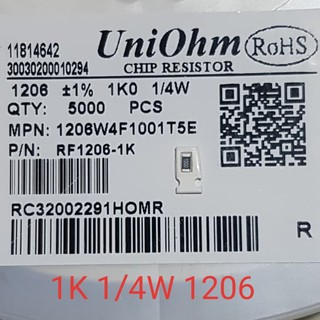 11814642
30030200010294
UniOhm
RoHS
CHIP RESISTOR
1206 ±1% 1K0 1/4W
QTY: 5000 PCS
MPN: 1206W4F1001T5E
P/N: RF1206-1K
RC32002291HOMR
R
1K 1/4W 1206